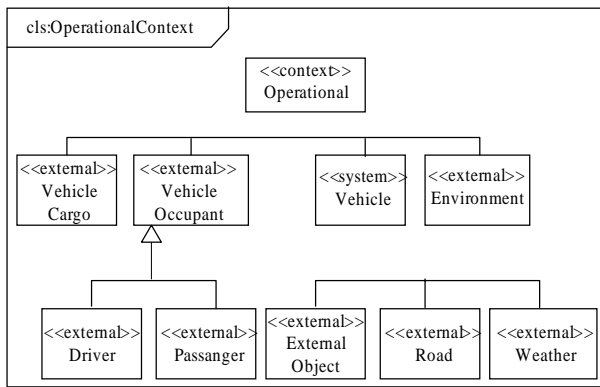 cls:OperationalContext
<<context>>
Operational
<<external>>
Vehicle
Cargo
<<external>>
Vehicle
Occupant
<<system>>
Vehicle
<<external>>
Environment
<<external>>
Driver
<<external>>
Passanger
<<external>>
External
Object
<<external>>
Road
<<external>>
Weather